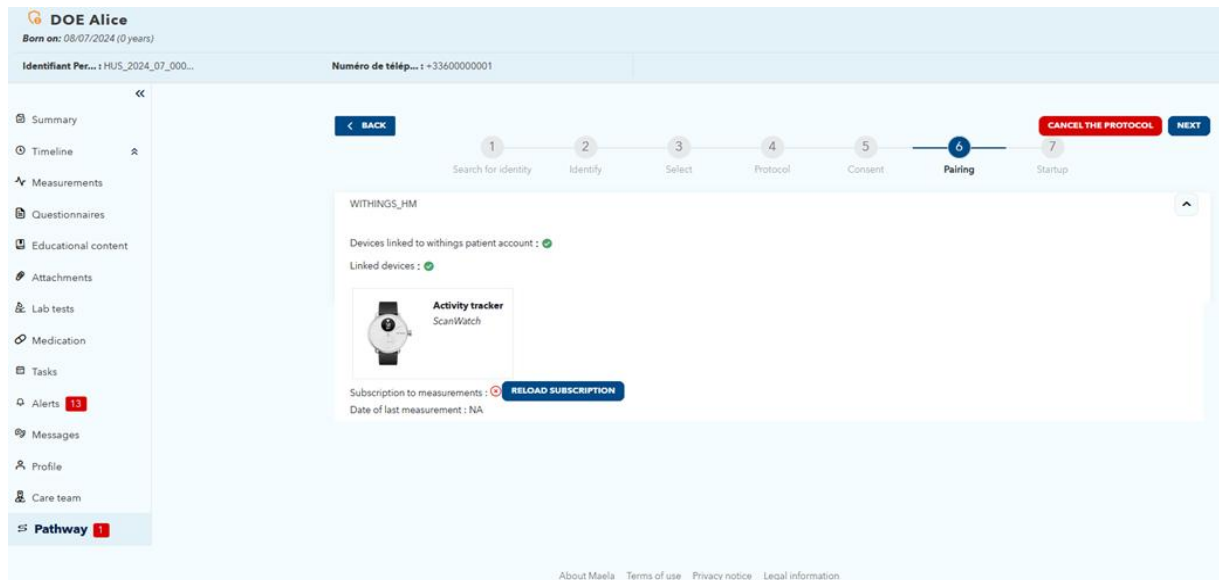 DOE Alice
Born on: 08/07/2024 (0 years)
Identifiant Per... : HUS_2024_07_000...
Numéro de télép... : +33600000001
«
Summary
Timeline
Measurements
Questionnaires
Educational content
Attachments
Lab tests
Medication
Tasks
Alerts 13
Messages
Profile
Care team
Pathway 1
BACK
CANCEL THE PROTOCOL
NEXT
1 Search for identity
2 Identify
3 Select
4 Protocol
5 Consent
6 Pairing
7 Startup
WITHINGS_HM
Devices linked to withings patient account :
Linked devices :
Activity tracker
ScanWatch
Subscription to measurements : RELOAD SUBSCRIPTION
Date of last measurement : NA
About Maela Terms of use Privacy notice Legal information